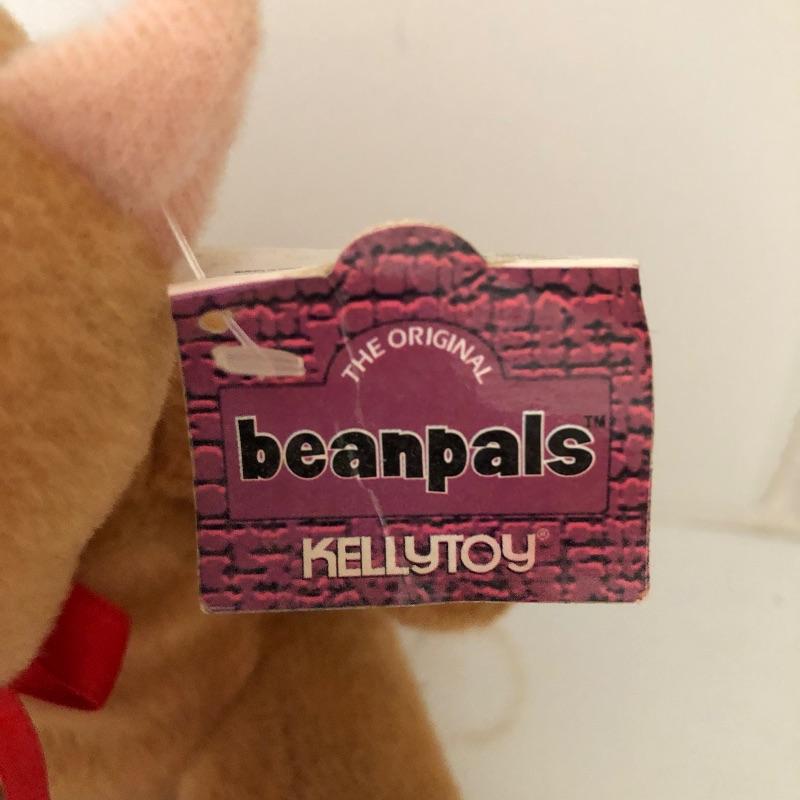 THE ORIGINAL
beanpals™
KELLYTOY®